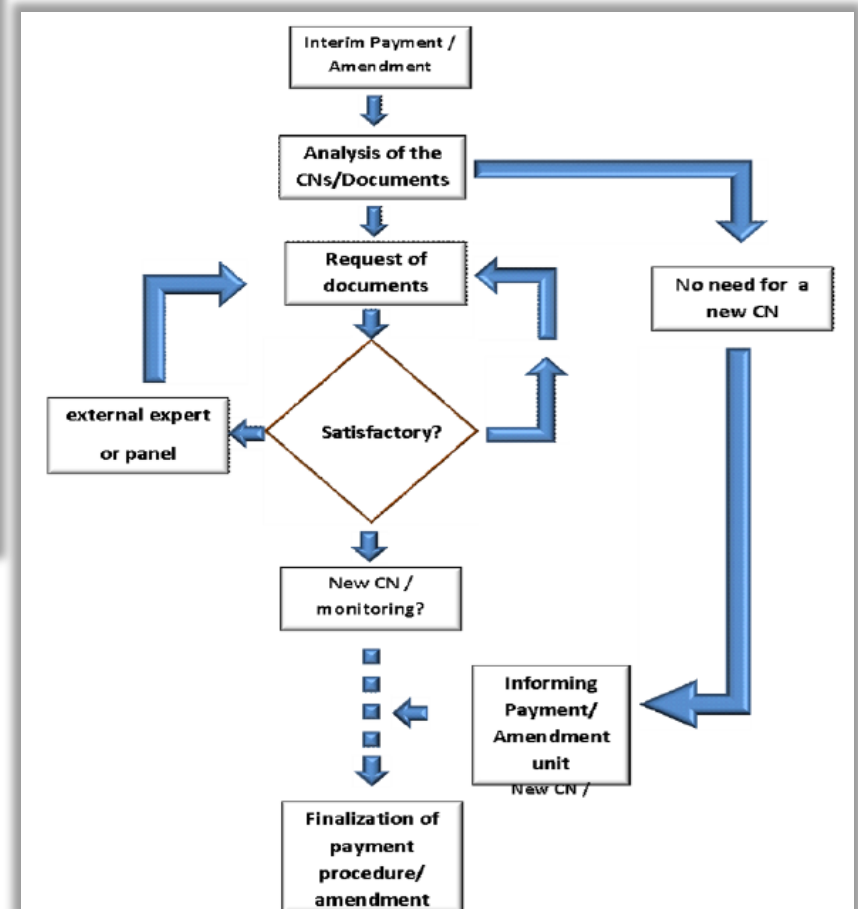 Interim Payment /
Amendment
Analysis of the
CNs/Documents
Request of
documents
No need for a
new CN
external expert
or panel
Satisfactory?
New CN /
monitoring?
Informing
Payment/
Amendment
unit
New CN /
Finalization of
payment
procedure/
amendment